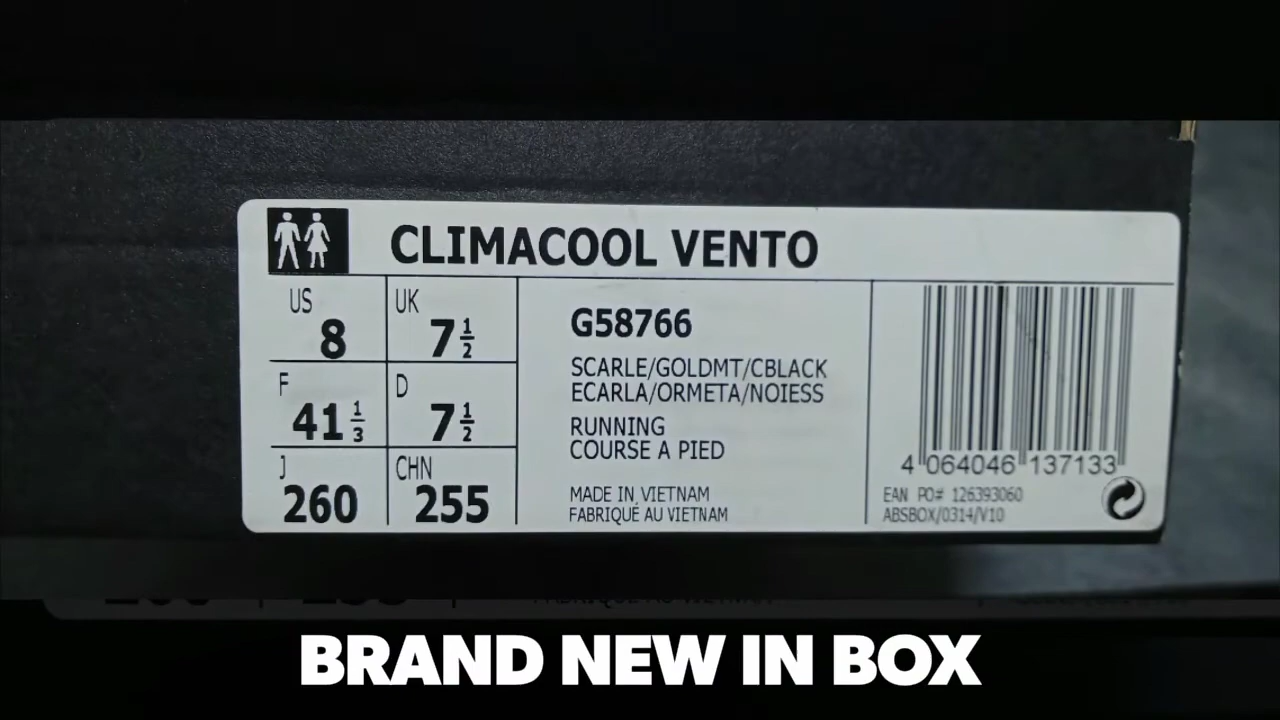 CLIMACOOL VENTO
US
8
UK
7 1/2
F
41 1/3
D
7 1/2
J
260
CHN
255
G58766
SCARLE/GOLDMT/CBLACK
ECARLA/ORMETA/NOIESS
RUNNING
COURSE A PIED
MADE IN VIETNAM
FABRIQUÉ AU VIETNAM
4 064046 137133
EAN PO# 126393060
ABSBOX/0314/V10
BRAND NEW IN BOX